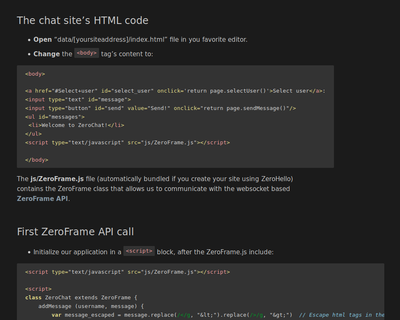 The chat site's HTML code
• Open "data/[yoursiteaddress]/index.html" file in you favorite editor.
• Change the <body> tag's content to:
<body>
<a href="#Select+user" id="select_user" onclick='return page.selectUser()'>Select user</a>:
<input type="text" id="message">
<input type="button" id="send" value="Send!" onclick="return page.sendMessage()"/>
<ul id="messages">
<li>Welcome to ZeroChat!</li>
</ul>
<script type="text/javascript" src="js/ZeroFrame.js"></script>
</body>
The js/ZeroFrame.js file (automatically bundled if you create your site using ZeroHello)
contains the ZeroFrame class that allows us to communicate with the websocket based
ZeroFrame API.
First ZeroFrame API call
• Initialize our application in a <script> block, after the ZeroFrame.js include:
<script type="text/javascript" src="js/ZeroFrame.js"></script>
<script>
class ZeroChat extends ZeroFrame {
addMessage (username, message) {
var message_escaped = message.replace(/</g, "&lt;").replace(/>/g, "&gt;") // Escape html tags in the